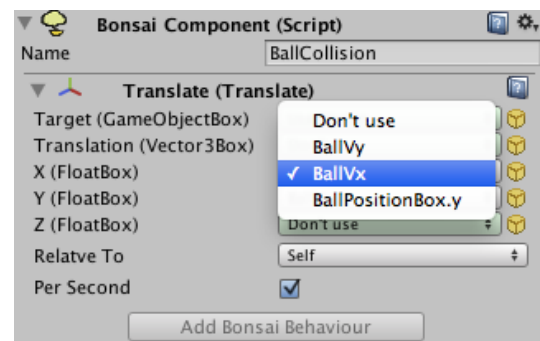 Bonsai Component (Script)
Name BallCollision
Translate (Translate)
Target (GameObjectBox)
Don't use
Translation (Vector3Box)
BallVy
X (FloatBox)
✓ BallVx
Y (FloatBox)
BallPositionBox.y
Z (FloatBox) Don't use
Relatve To Self
Per Second
Add Bonsai Behaviour